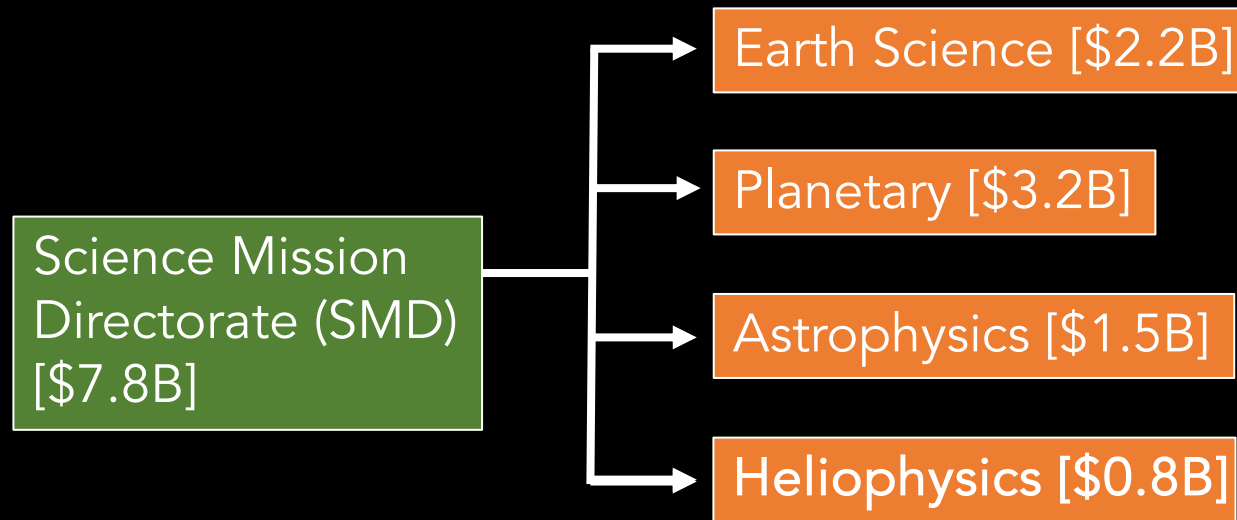 Earth Science [$2.2B]
Planetary [$3.2B]
Science Mission
Directorate (SMD)
[$7.8B]
Astrophysics [$1.5B]
Heliophysics [$0.8B]